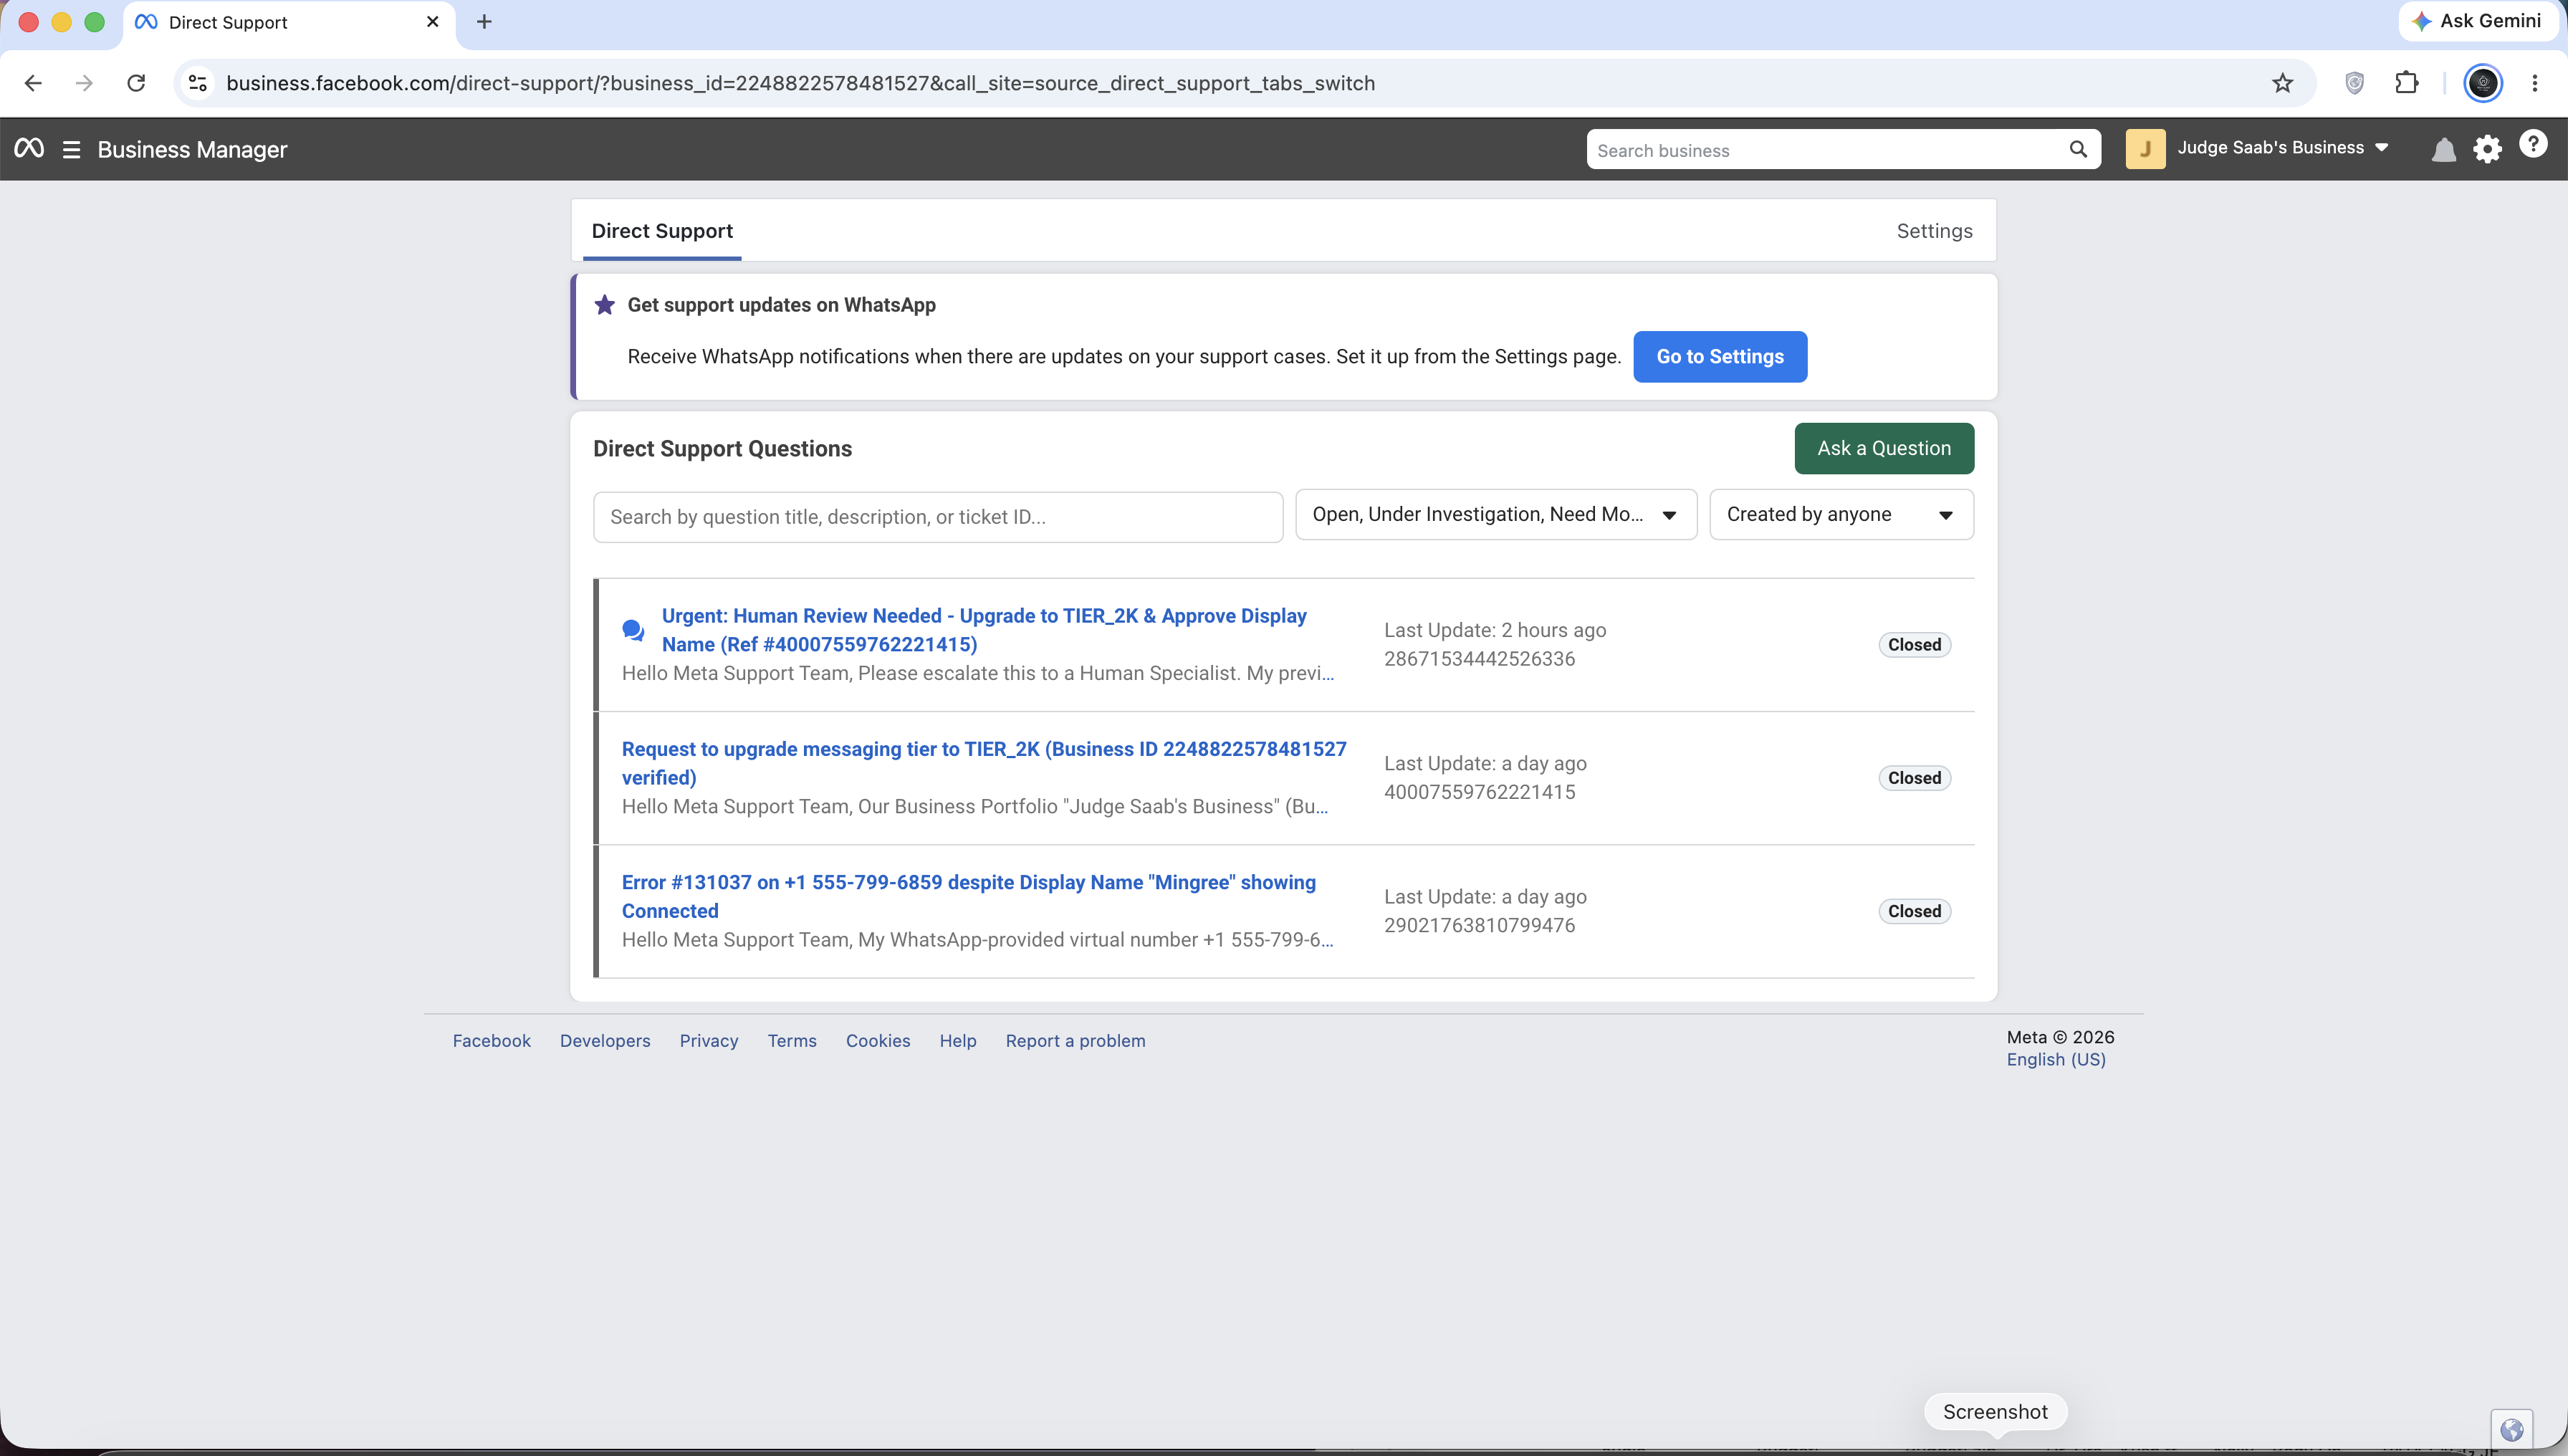 Direct Support
Ask Gemini
business.facebook.com/direct-support/?business_id=2248822578481527&call_site=source_direct_support_tabs_switch
Business Manager
Search business
J
Judge Saab's Business
Direct Support
Settings
Get support updates on WhatsApp
Receive WhatsApp notifications when there are updates on your support cases. Set it up from the Settings page.
Go to Settings
Direct Support Questions
Ask a Question
Search by question title, description, or ticket ID...
Open, Under Investigation, Need Mo...
Created by anyone
Urgent: Human Review Needed - Upgrade to TIER_2K & Approve Display
Name (Ref #40007559762221415)
Hello Meta Support Team, Please escalate this to a Human Specialist. My previ...
Last Update: 2 hours ago
28671534442526336
Closed
Request to upgrade messaging tier to TIER_2K (Business ID 2248822578481527
verified)
Hello Meta Support Team, Our Business Portfolio "Judge Saab's Business" (Bu...
Last Update: a day ago
40007559762221415
Closed
Error #131037 on +1 555-799-6859 despite Display Name "Mingree" showing
Connected
Hello Meta Support Team, My WhatsApp-provided virtual number +1 555-799-6...
Last Update: a day ago
29021763810799476
Closed
Facebook
Developers
Privacy
Terms
Cookies
Help
Report a problem
Meta © 2026
English (US)
Screenshot